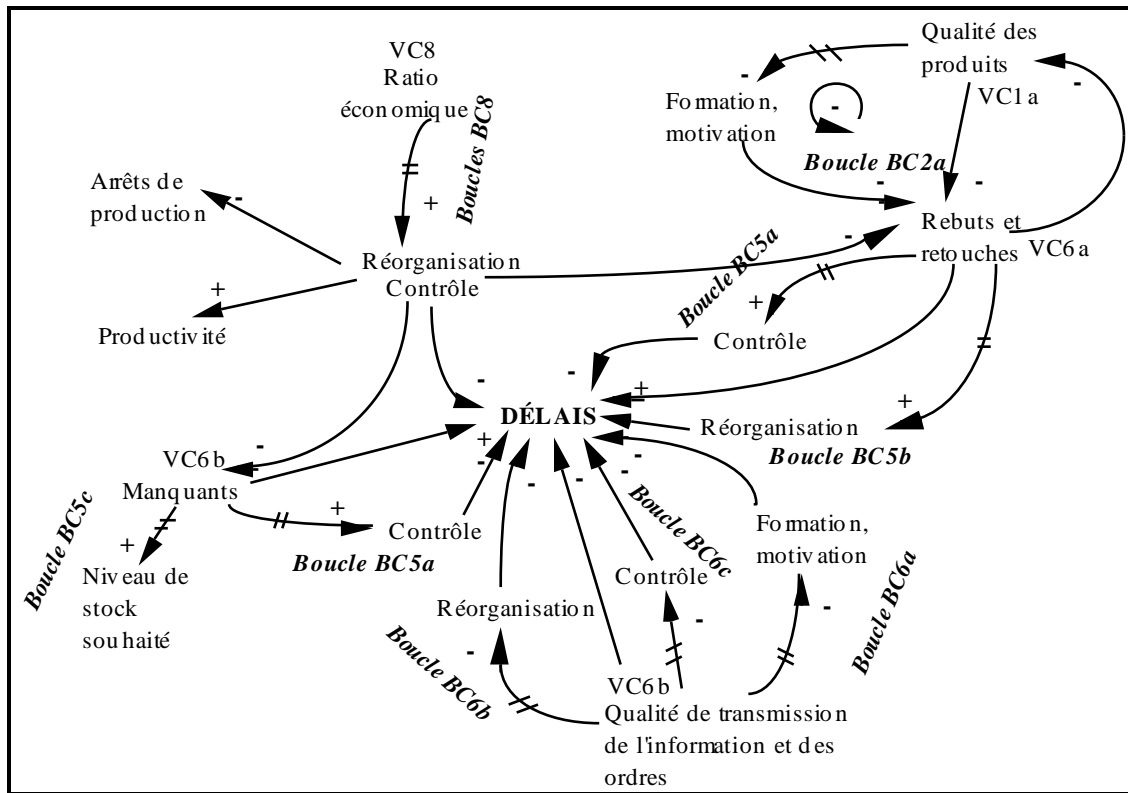 VC8
Ratio
économique
Boucles BC8
Qualité des
produits
VC1a
-
-
Formation,
motivation
-
Boucle BC2a
-
-
Arrêts de
production
-
+
Réorganisation
Contrôle
+
Productivité
-
Rebuts et
retouches
VC6a
Boucle BC5a
+
Contrôle
-
-
DÉLAIS
+
-
+
Réorganisation
Boucle BC5b
-
VC6b
Manquants
+
-
+
Contrôle
Boucle BC5a
Boucle BC5c
+
Niveau de
stock
souhaité
-
-
-
-
Boucle BC6c
Formation,
motivation
Contrôle
-
-
Boucle BC6a
Réorganisation
-
Boucle BC6b
VC6b
Qualité de transmission
de l'information et des
ordres